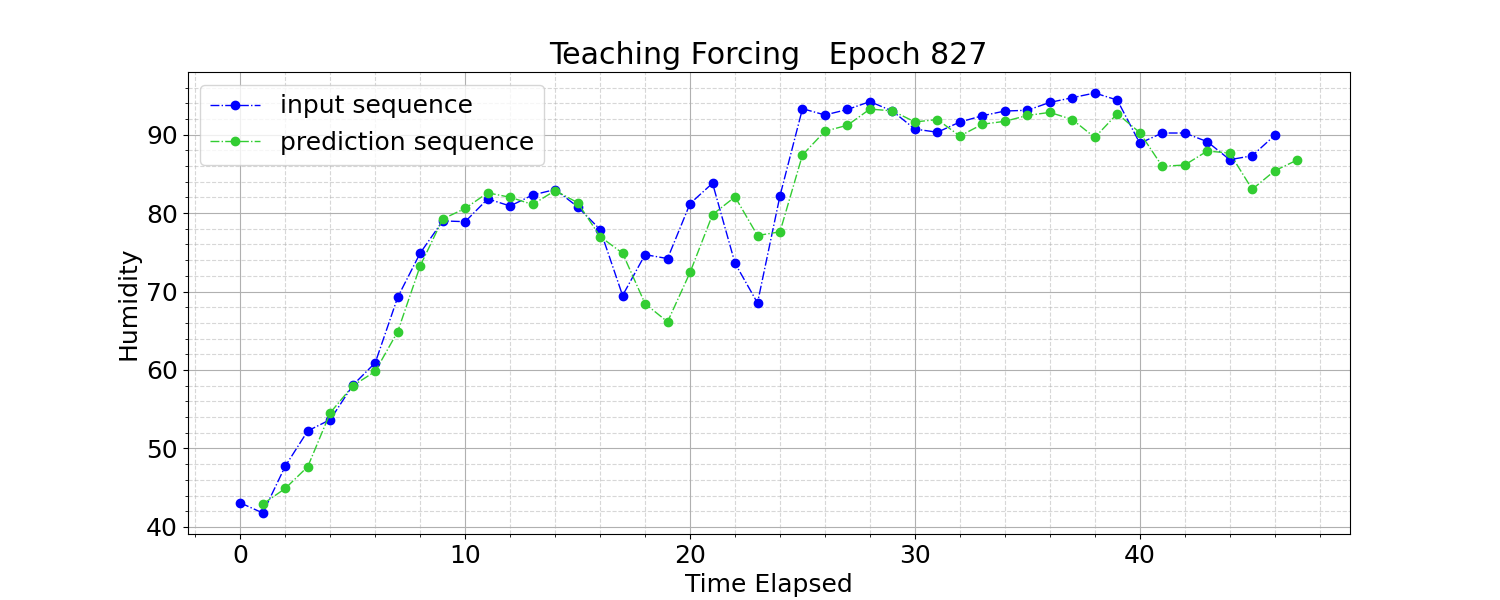 Teaching Forcing   Epoch 827
input sequence
prediction sequence
90
80
70
60
50
40
Humidity
0 10 20 30 40
Time Elapsed